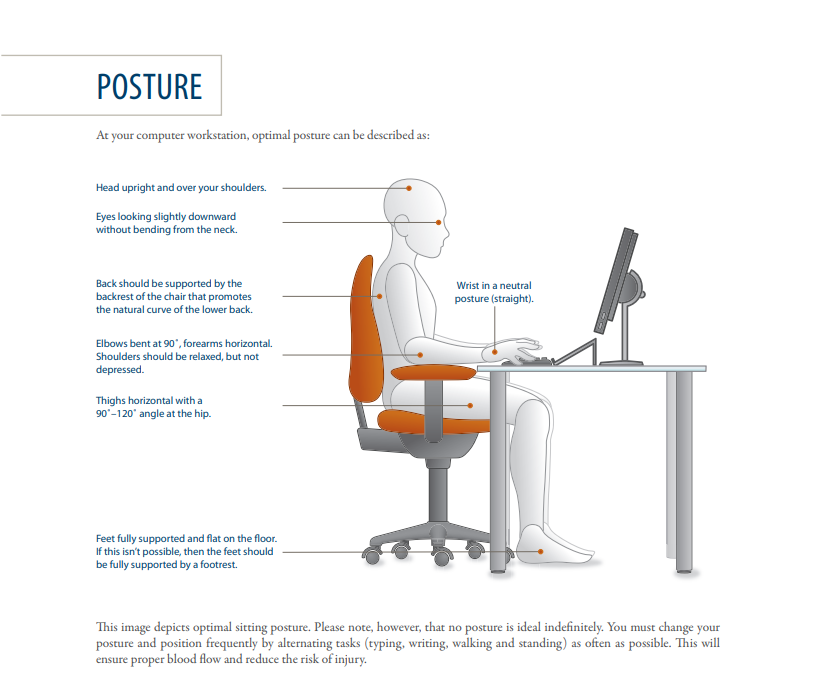 POSTURE
At your computer workstation, optimal posture can be described as:
Head upright and over your shoulders.
Eyes looking slightly downward
without bending from the neck.
Back should be supported by the
backrest of the chair that promotes
the natural curve of the lower back.
Wrist in a neutral
posture (straight).
Elbows bent at 90˚, forearms horizontal.
Shoulders should be relaxed, but not
depressed.
Thighs horizontal with a
90˚–120˚ angle at the hip.
Feet fully supported and flat on the floor.
If this isn’t possible, then the feet should
be fully supported by a footrest.
This image depicts optimal sitting posture. Please note, however, that no posture is ideal indefinitely. You must change your
posture and position frequently by alternating tasks (typing, writing, walking and standing) as often as possible. This will
ensure proper blood flow and reduce the risk of injury.